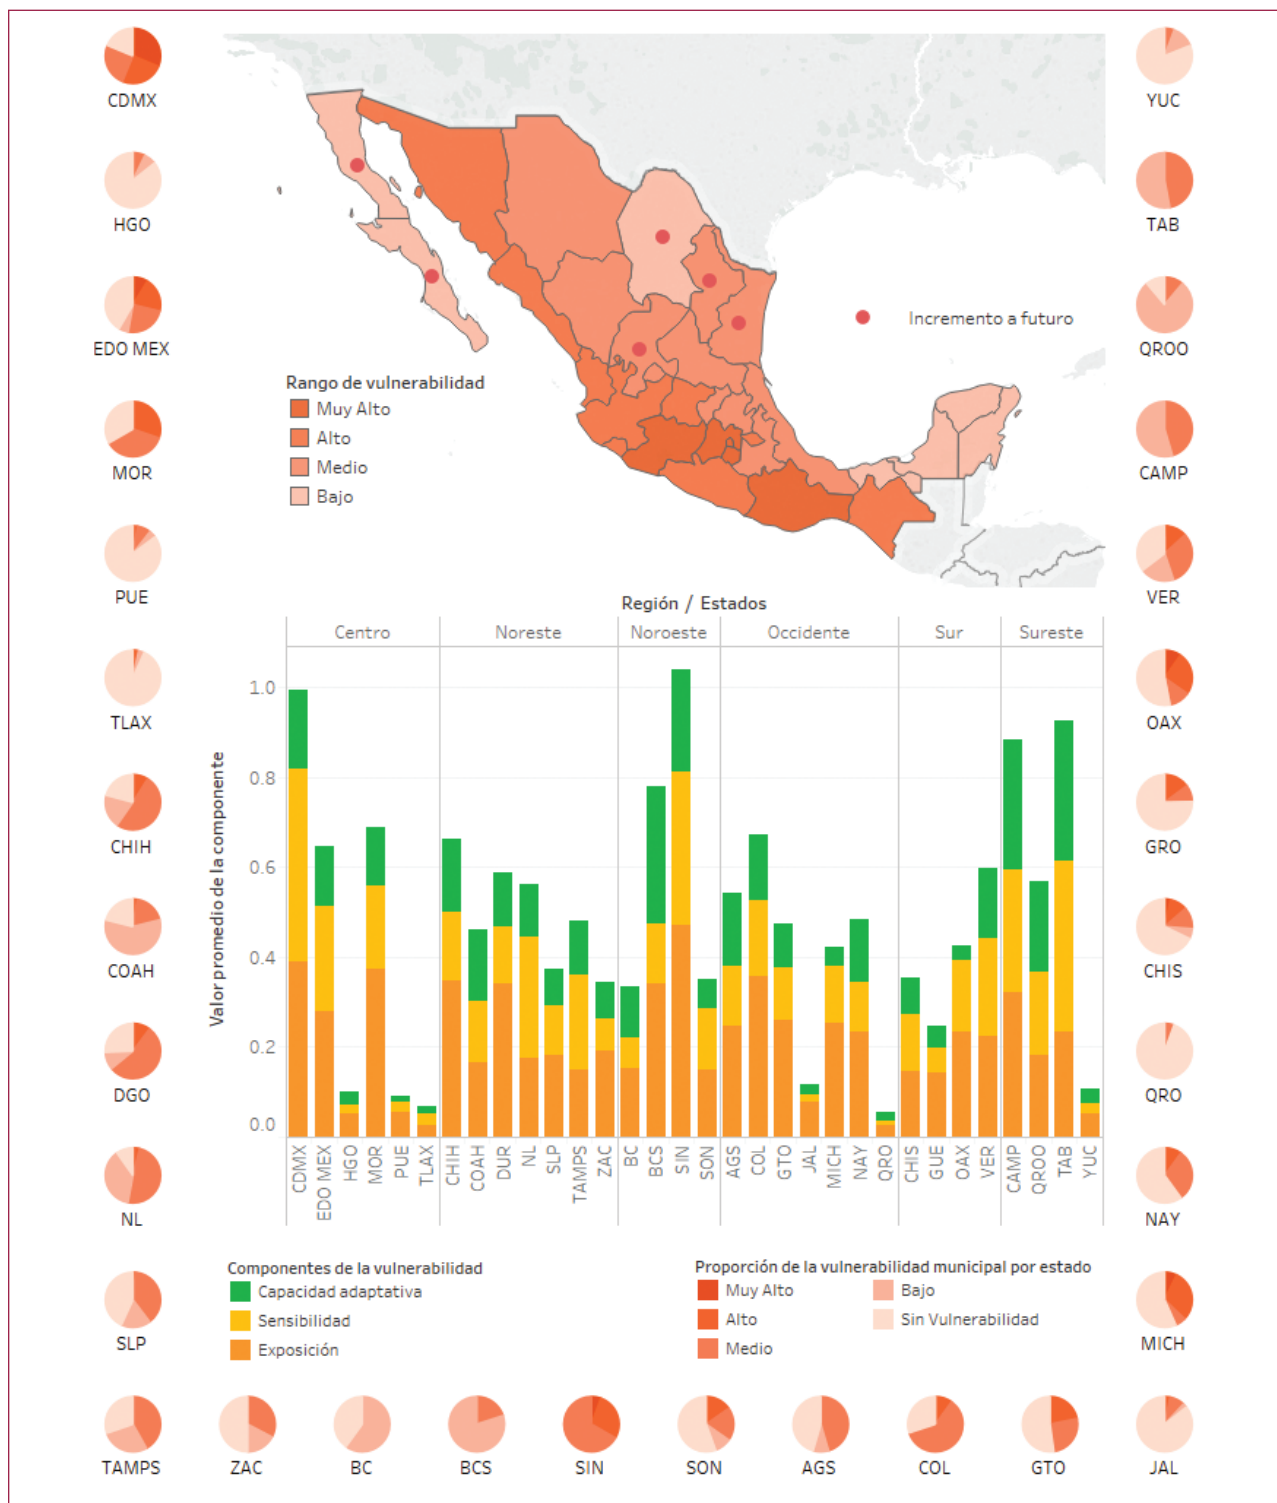 CDMX
HGO
EDO MEX
MOR
PUE
TLAX
CHIH
COAH
DGO
NL
SLP
YUC
TAB
QROO
CAMP
VER
OAX
GRO
CHIS
QRO
NAY
MICH
Incremento a futuro
Rango de vulnerabilidad
Muy Alto
Alto
Medio
Bajo
Región / Estados
Centro Noreste Noroeste Occidente Sur Sureste
Valor promedio de la componente
1.0
0.8
0.6
0.4
0.2
0.0
CDMX EDO MEX HGO MOR PUE TLAX CHIH COAH DUR NL SLP TAMPS ZAC BC BCS SIN SON AGS COL GTO JAL MICH NAY QRO CHIS GUE OAX VER CAMP QROO TAB YUC
Componentes de la vulnerabilidad
Capacidad adaptativa
Sensibilidad
Exposición
Proporción de la vulnerabilidad municipal por estado
Muy Alto
Alto
Medio
Bajo
Sin Vulnerabilidad
TAMPS ZAC BC BCS SIN SON AGS COL GTO JAL